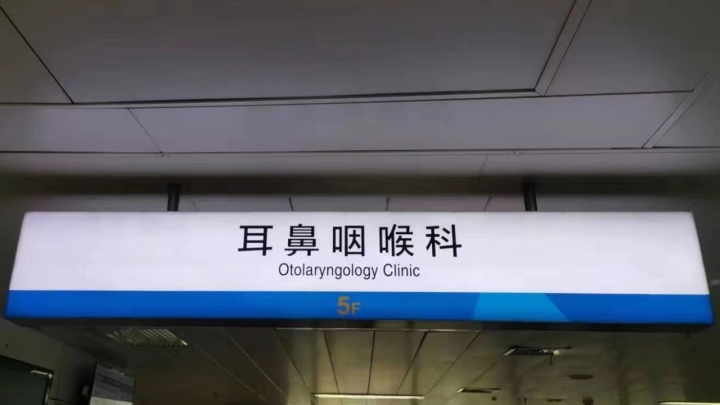 耳鼻咽喉科
Otolaryngology Clinic
5F